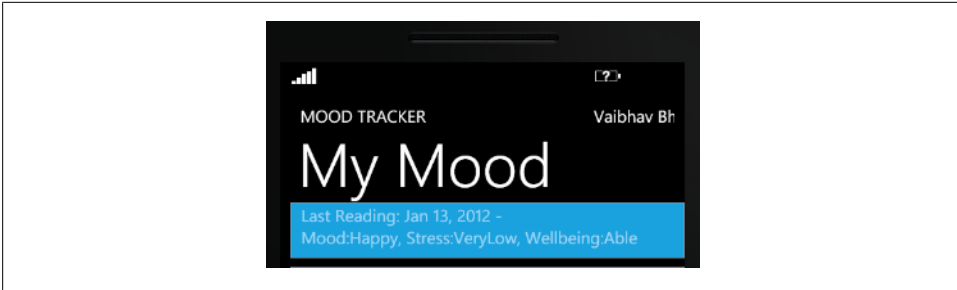 MOOD TRACKER Vaibhav Bh
My Mood
Last Reading: Jan 13, 2012 -
Mood:Happy, Stress:VeryLow, Wellbeing:Able